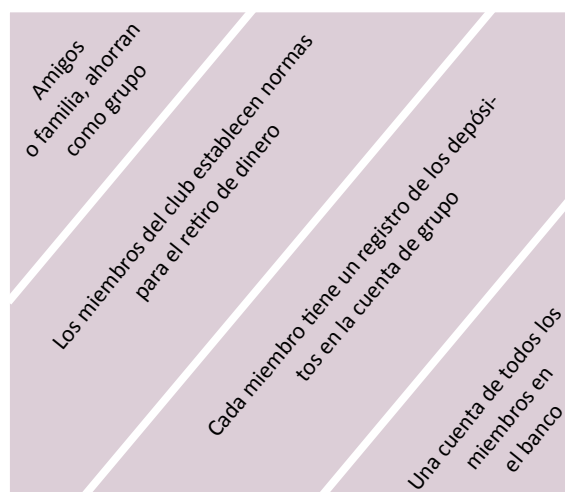 Amigos
o familia, ahorran
como grupo
Los miembros del club establecen normas
para el retiro de dinero
Cada miembro tiene un registro de los depósi-
tos en la cuenta de grupo
Una cuenta de todos los
miembros en
el banco